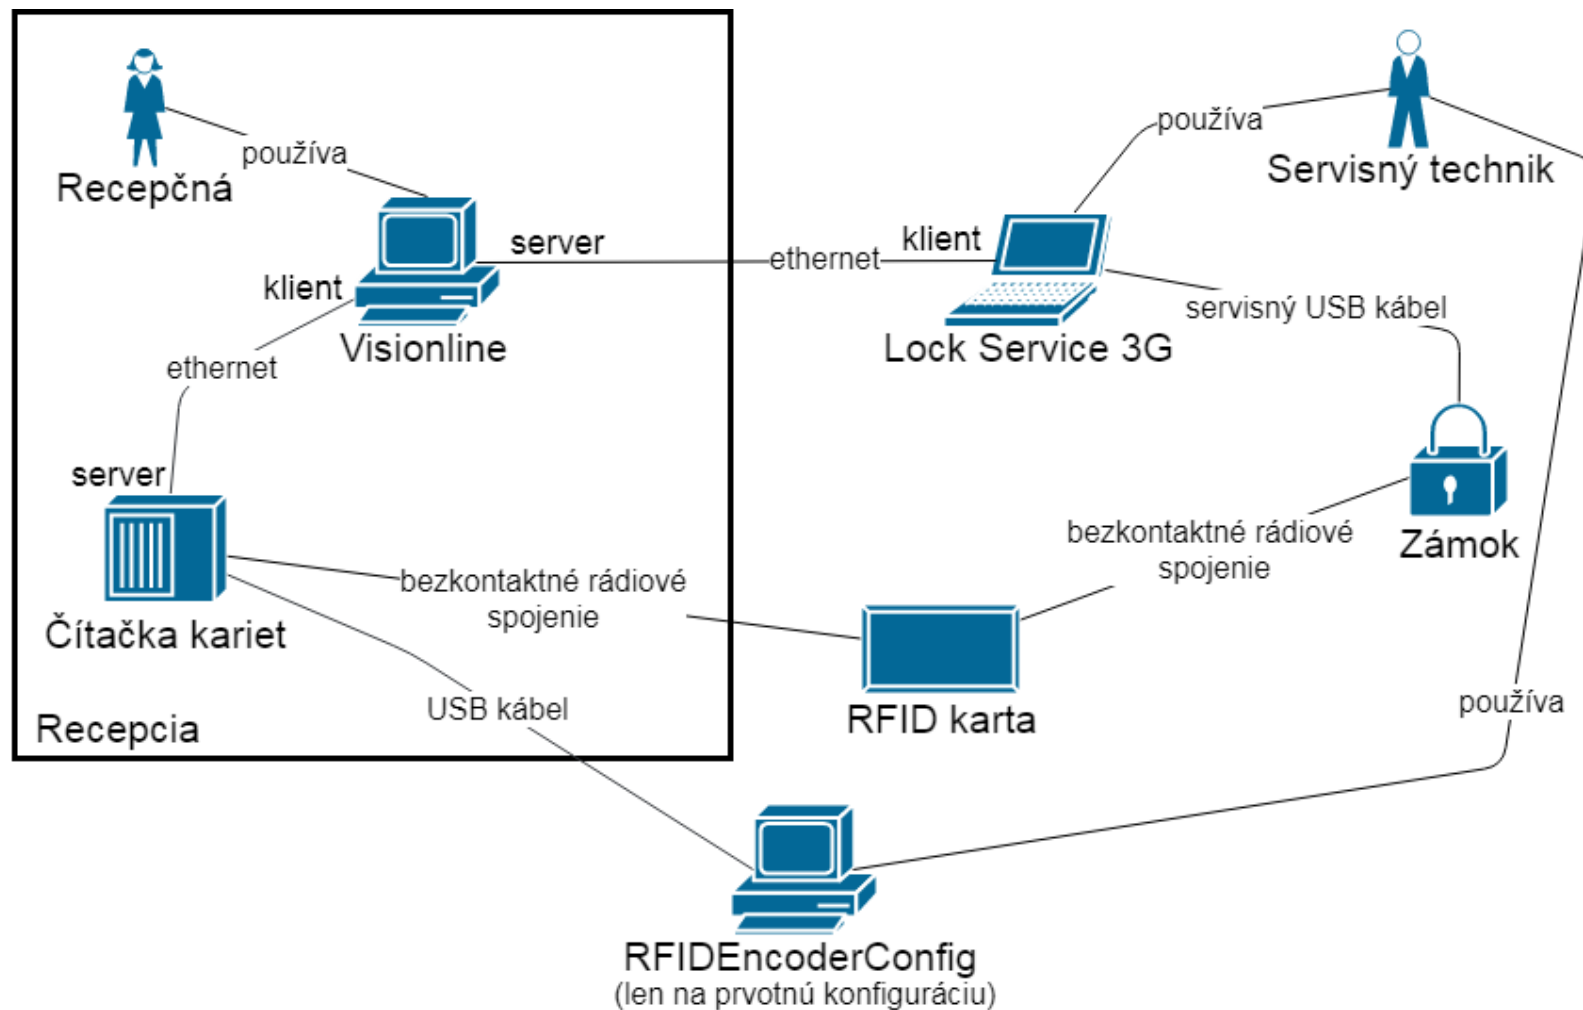 používa
Recepčná
používa
Servisný technik
server
klient
ethernet
klient
servisný USB kábel
Visionline
Lock Service 3G
ethernet
server
bezkontaktné rádiové
spojenie
Zámok
bezkontaktné rádiové
spojenie
Čítačka kariet
USB kábel
RFID karta
používa
Recepcia
RFIDEncoderConfig
(len na prvotnú konfiguráciu)